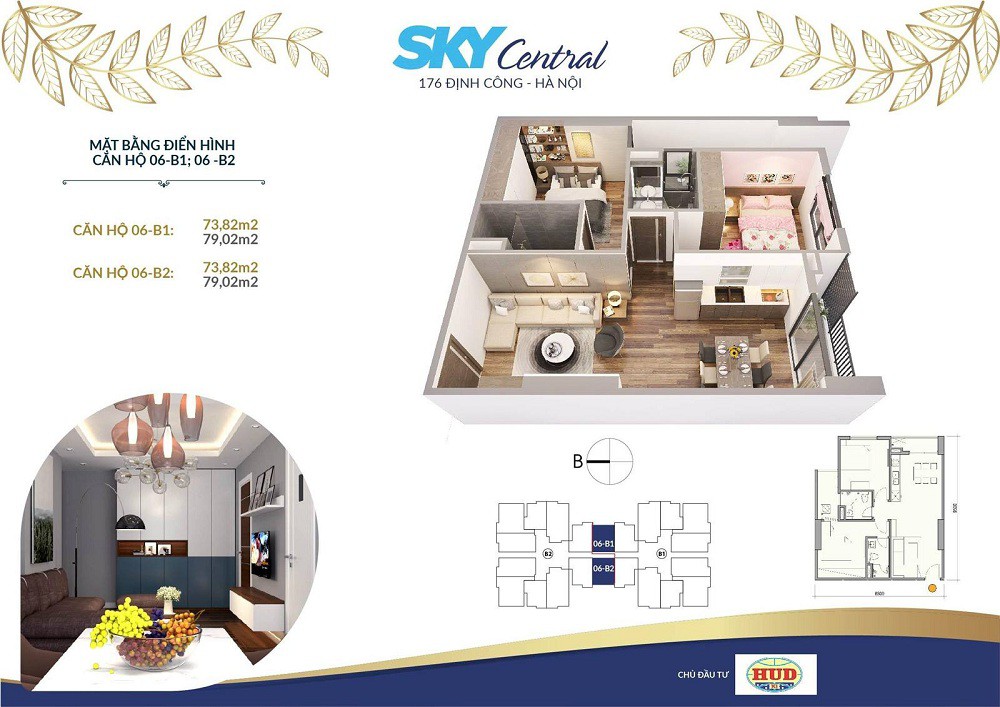 SKY Central
176 ĐỊNH CÔNG - HÀ NỘI
MẶT BẰNG ĐIỂN HÌNH
CĂN HỘ 06-B1; 06 -B2
CĂN HỘ 06-B1:
73,82m2
79,02m2
CĂN HỘ 06-B2:
73,82m2
79,02m2
B
06-B1
B2
B1
06-B2
CHỦ ĐẦU TƯ
HUD